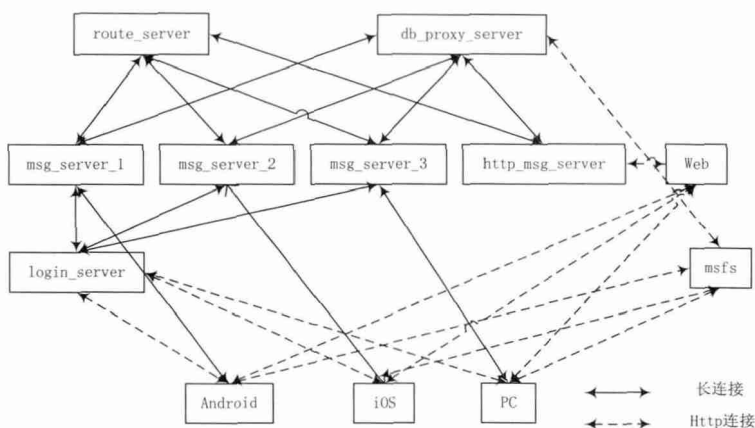 route_server
db_proxy_server
msg_server_1
msg_server_2
msg_server_3
http_msg_server
Web
login_server
msfs
Android
iOS
PC
长连接
Http连接